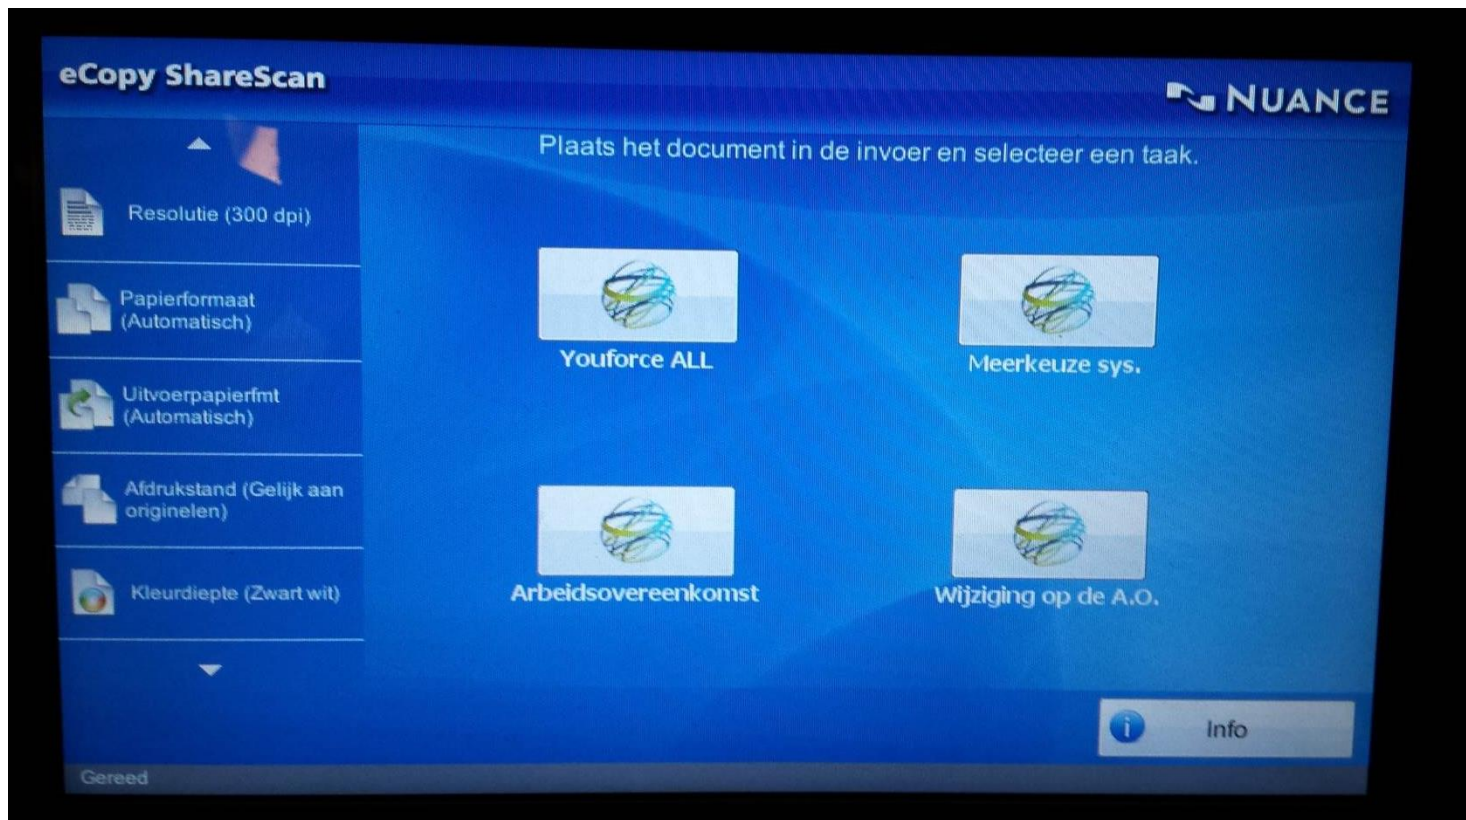 eCopy ShareScan
NUANCE
Plaats het document in de invoer en selecteer een taak.
Resolutie (300 dpi)
Papierformaat
(Automatisch)
Uitvoerpapierfmt
(Automatisch)
Afdrukstand (Gelijk aan
originelen)
Kleurdiepte (Zwart wit)
Youforce ALL
Meerkeuze sys.
Arbeidsovereenkomst
Wijziging op de A.O.
i
Info
Gereed